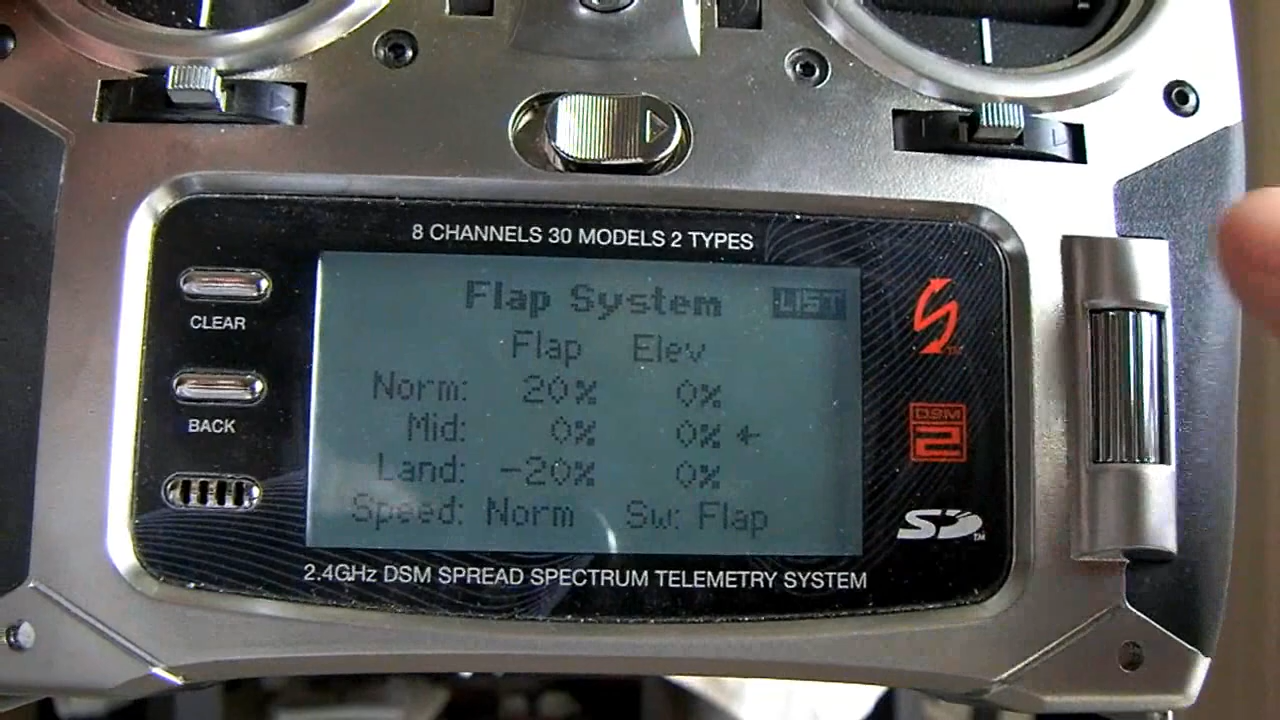 8 CHANNELS 30 MODELS 2 TYPES
Flap System LIST
Flap Elev
Norm: 20% 0%
Mid: 0% 0% ←
Land: -20% 0%
Speed: Norm Sw: Flap
CLEAR
BACK
DSM
2
SD™
2.4GHz DSM SPREAD SPECTRUM TELEMETRY SYSTEM